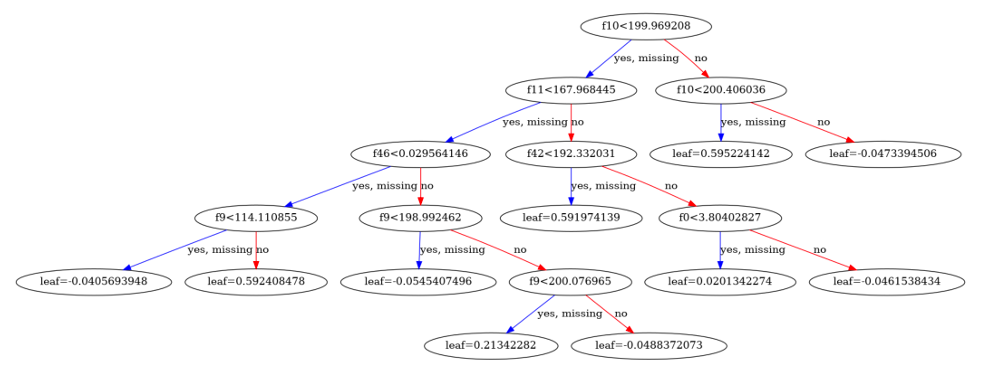 f10<199.969208
yes, missing
no
f11<167.968445
f10<200.406036
yes, missing
no
yes, missing
no
f46<0.029564146
f42<192.332031
leaf=0.595224142
leaf=-0.0473394506
yes, missing
no
yes, missing
no
f9<114.110855
f9<198.992462
leaf=0.591974139
f0<3.80402827
yes, missing
no
yes, missing
no
yes, missing
no
leaf=-0.0405693948
leaf=0.592408478
leaf=-0.0545407496
f9<200.076965
leaf=0.0201342274
leaf=-0.0461538434
yes, missing
no
leaf=0.21342282
leaf=-0.0488372073